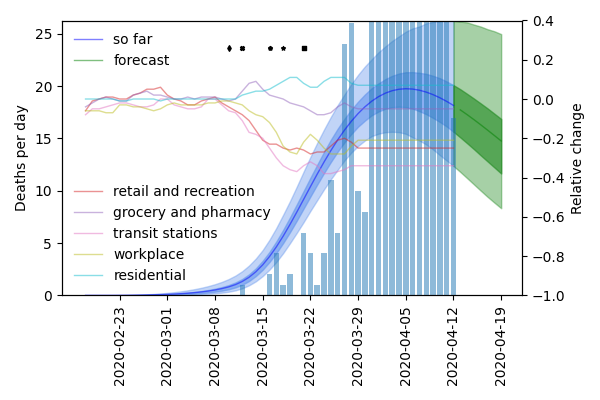 so far
forecast
retail and recreation
grocery and pharmacy
transit stations
workplace
residential
Deaths per day
0
5
10
15
20
25
Relative change
0.4
0.2
0.0
−0.2
−0.4
−0.6
−0.8
−1.0
2020-02-23
2020-03-01
2020-03-08
2020-03-15
2020-03-22
2020-03-29
2020-04-05
2020-04-12
2020-04-19